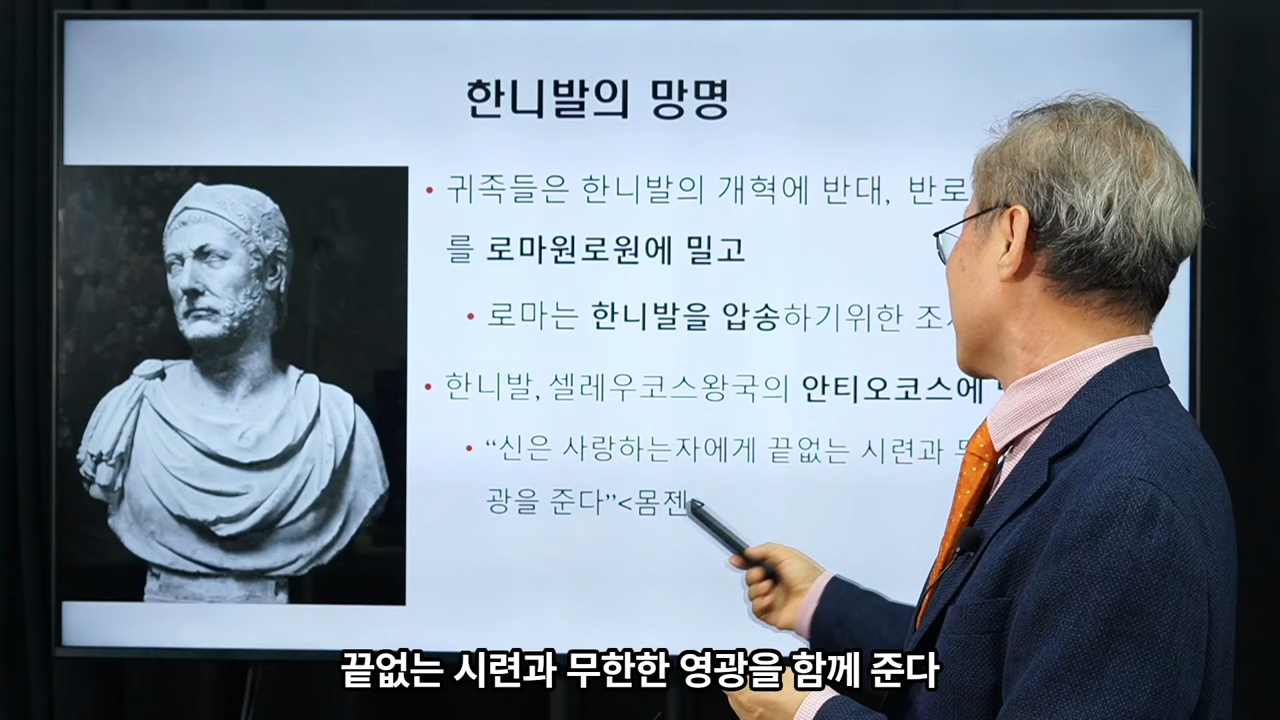 한니발의 망명
• 귀족들은 한니발의 개혁에 반대, 반로
를 로마원로원에 밀고
• 로마는 한니발을 압송하기위한
• 한니발, 셀레우코스왕국의 안티오코스에
• “신은 사랑하는자에게 끝없는 시련과
광을 준다”<몸젠>
끝없는 시련과 무한한 영광을 함께 준다